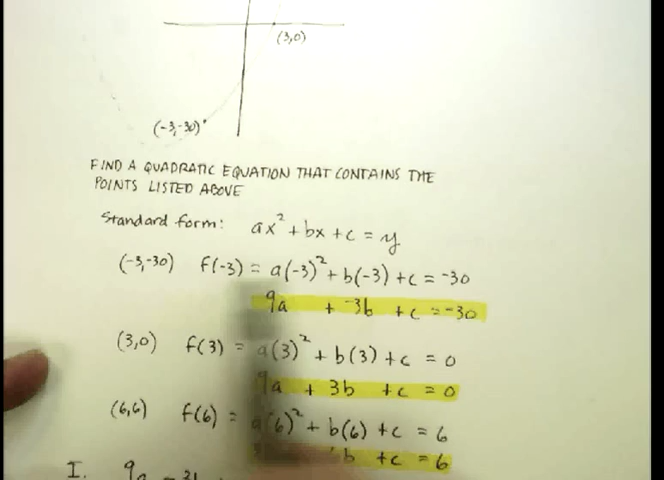 (3,0)
(-3,-30)
FIND A QUADRATIC EQUATION THAT CONTAINS THE
POINTS LISTED ABOVE
Standard form: ax² + bx + c = y
(-3,-30) f(-3) = a(-3)² + b(-3) + c = -30
9a + -3b + c = -30
(3,0) f(3) = a(3)² + b(3) + c = 0
9a + 3b + c = 0
(6,6) f(6) = a(6)² + b(6) + c = 6
b + c = 6
I. 9a